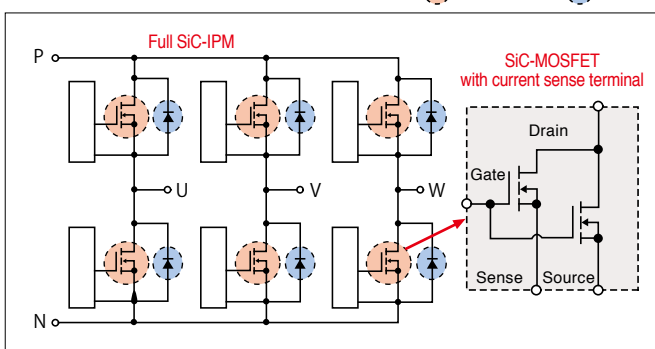 Full SiC-IPM
P
U
V
W
N
SiC-MOSFET
with current sense terminal
Drain
Gate
Sense
Source